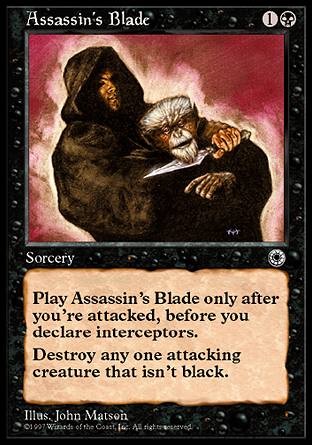 Assassin's Blade 1
Sorcery
Play Assassin's Blade only after
you're attacked, before you
declare interceptors.
Destroy any one attacking
creature that isn't black.
Illus. John Matson
©1997 Wizards of the Coast, Inc. All rights reserved.